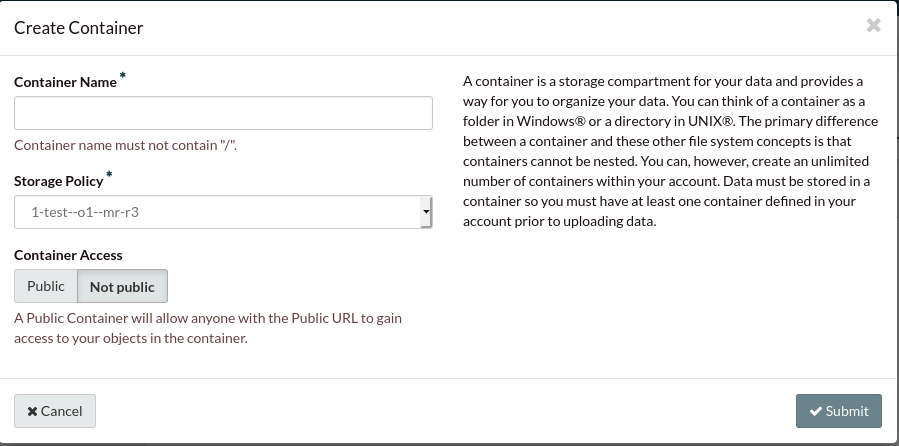 Create Container
Container Name *
Container name must not contain "/".
Storage Policy *
1-test--o1--mr-r3
Container Access
Public
Not public
A Public Container will allow anyone with the Public URL to gain
access to your objects in the container.
A container is a storage compartment for your data and provides a
way for you to organize your data. You can think of a container as a
folder in Windows® or a directory in UNIX®. The primary difference
between a container and these other file system concepts is that
containers cannot be nested. You can, however, create an unlimited
number of containers within your account. Data must be stored in a
container so you must have at least one container defined in your
account prior to uploading data.
Cancel
Submit